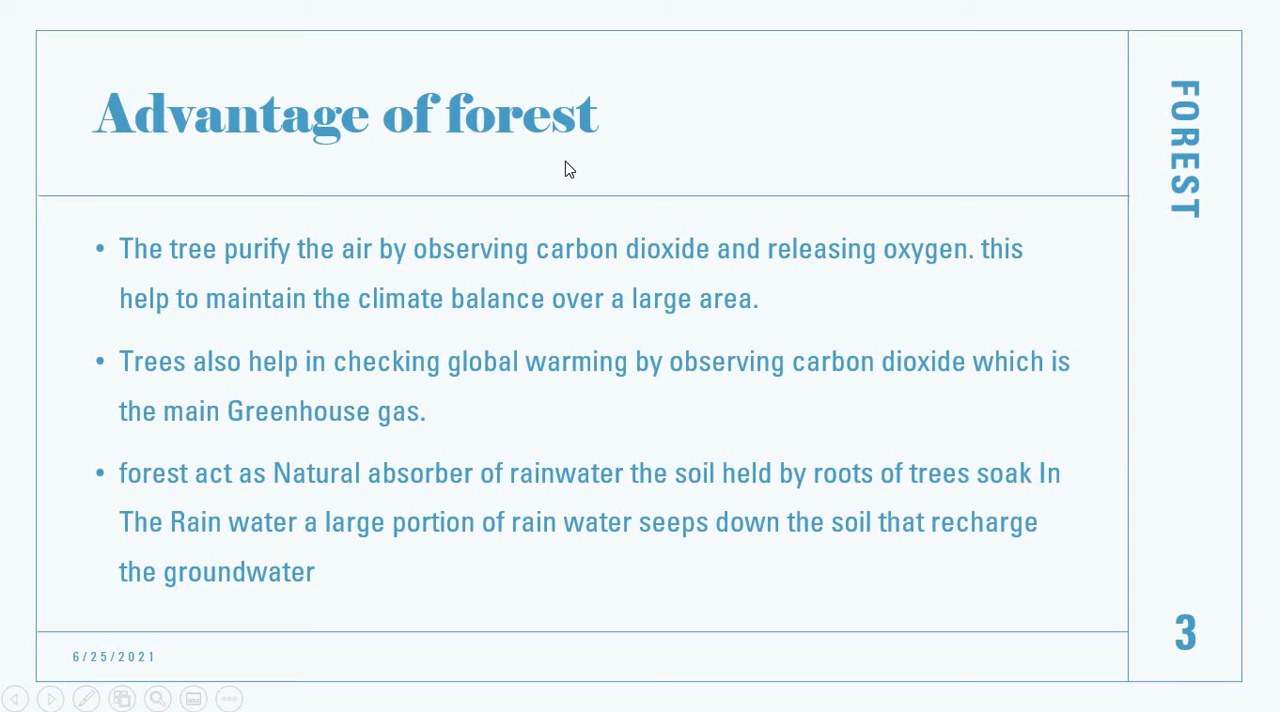 Advantage of forest
FOREST
• The tree purify the air by observing carbon dioxide and releasing oxygen. this
help to maintain the climate balance over a large area.
• Trees also help in checking global warming by observing carbon dioxide which is
the main Greenhouse gas.
• forest act as Natural absorber of rainwater the soil held by roots of trees soak In
The Rain water a large portion of rain water seeps down the soil that recharge
the groundwater
3
6/25/2021